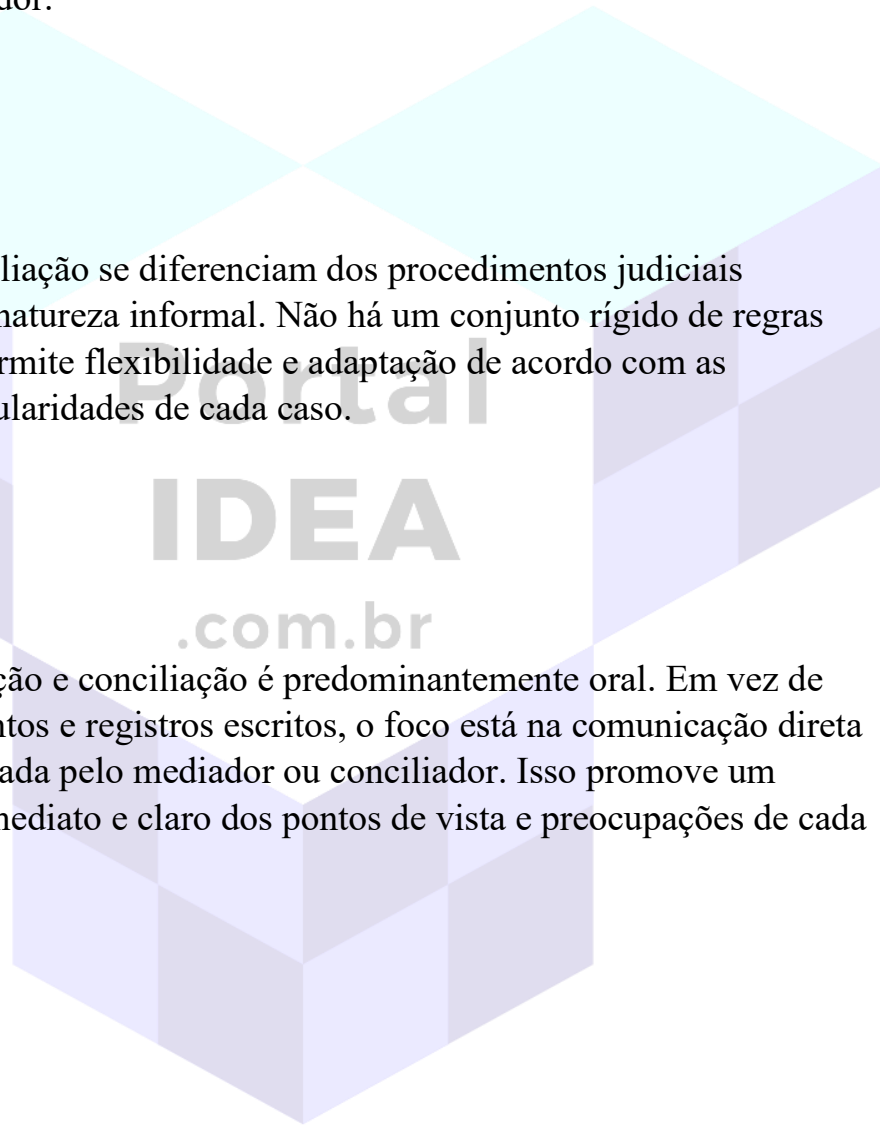 dor.
liação se diferenciam dos procedimentos judiciais
natureza informal. Não há um conjunto rígido de regras
rmite flexibilidade e adaptação de acordo com as
ularidades de cada caso.
Portal
IDEA
.com.br
ção e conciliação é predominantemente oral. Em vez de
ntos e registros escritos, o foco está na comunicação direta
ada pelo mediador ou conciliador. Isso promove um
nediato e claro dos pontos de vista e preocupações de cada